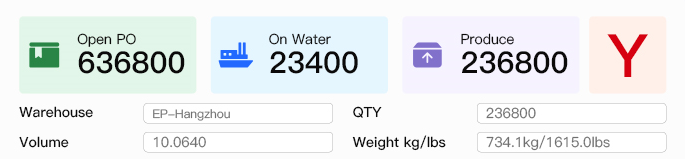 Open PO
636800
On Water
23400
Produce
236800
Y
Warehouse EP-Hangzhou QTY 236800
Volume 10.0640 Weight kg/lbs 734.1kg/1615.0lbs